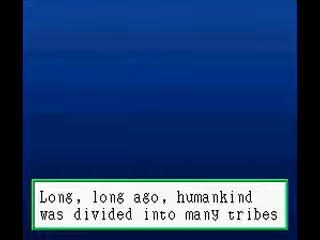 Long, long ago, humankind
was divided into many tribes